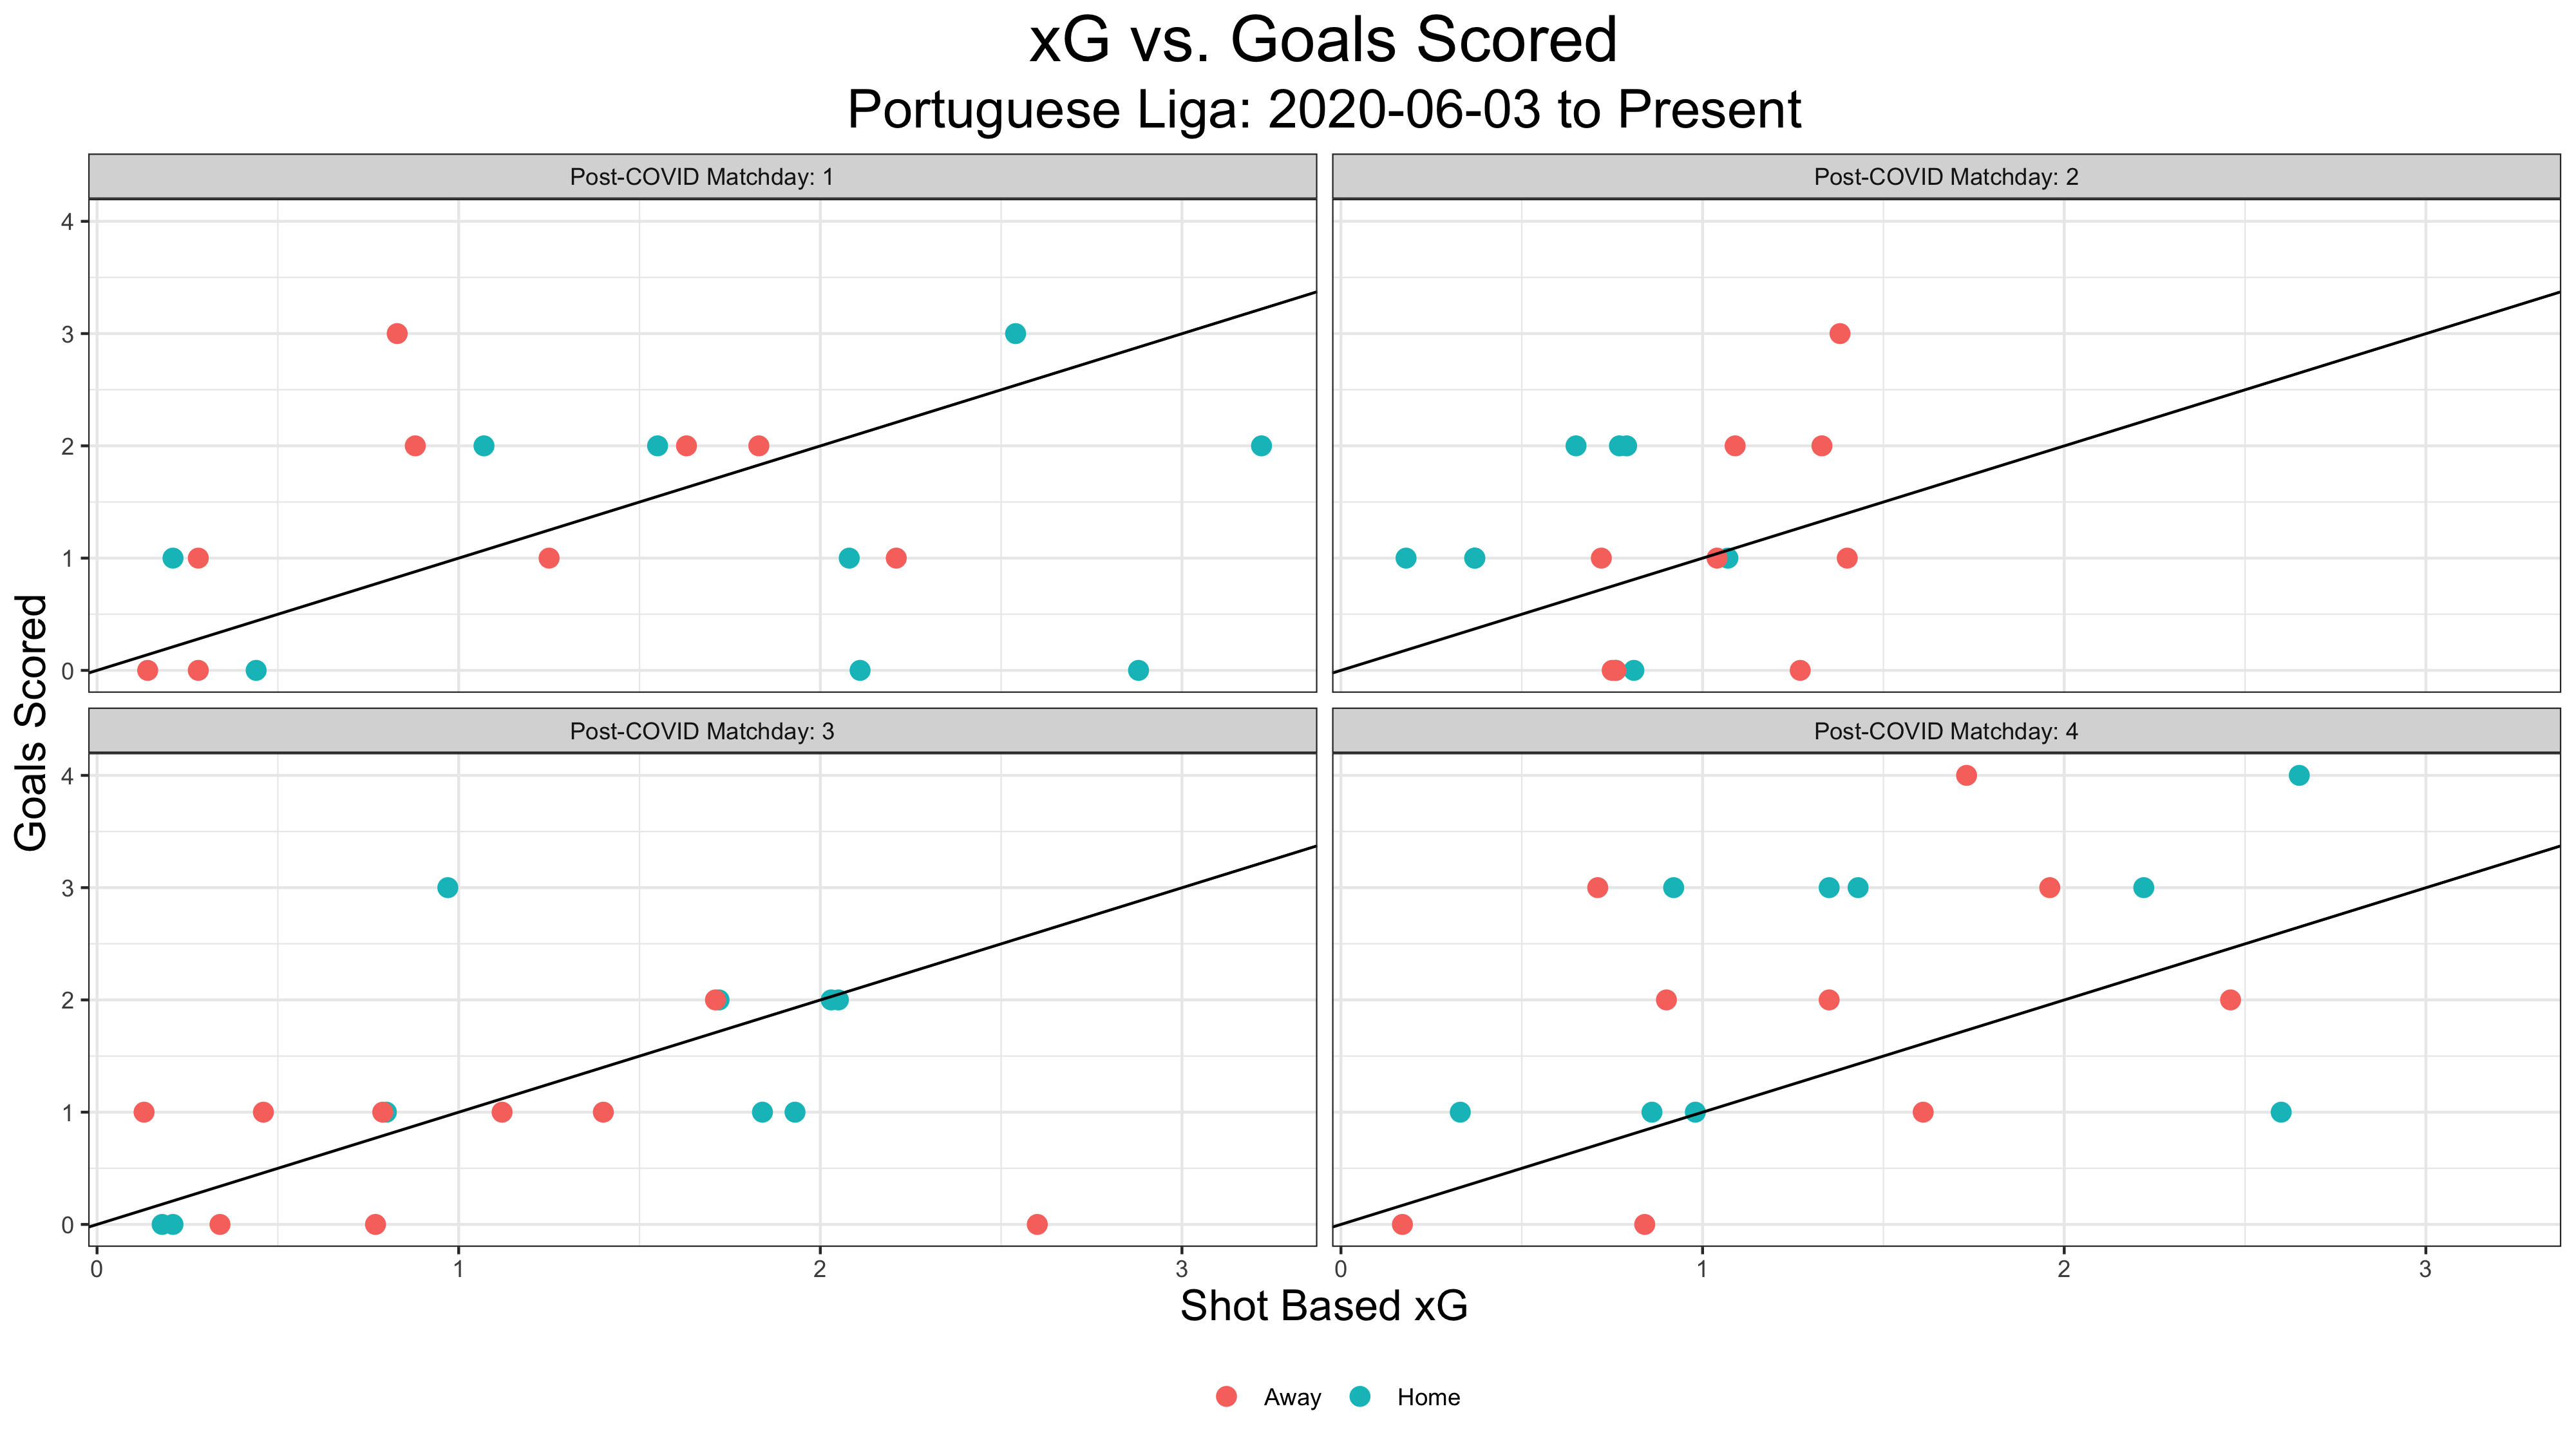 xG vs. Goals Scored
Portuguese Liga: 2020-06-03 to Present
Post-COVID Matchday: 1
Post-COVID Matchday: 2
4
3
2
1
0
Post-COVID Matchday: 3
Post-COVID Matchday: 4
4
3
2
1
0
Goals Scored
0 1 2 3
0 1 2 3
Shot Based xG
Away
Home